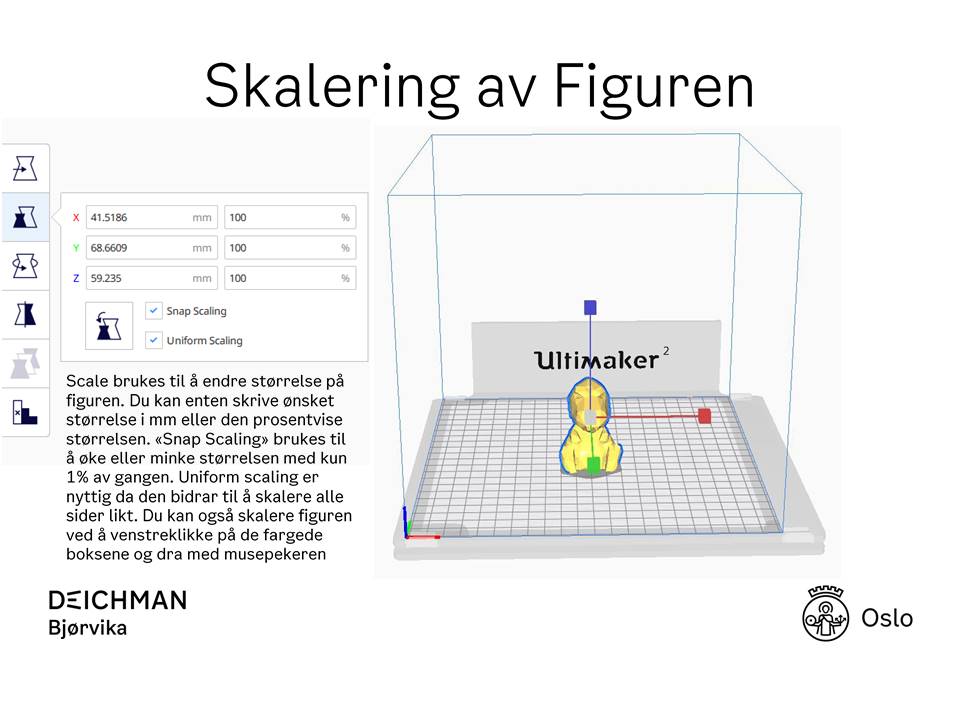 Skalering av Figuren
X 41.5186 mm 100 %
Y 68.6609 mm 100 %
Z 59.235 mm 100 %
Snap Scaling
Uniform Scaling
Scale brukes til å endre størrelse på
figuren. Du kan enten skrive ønsket
størrelse i mm eller den prosentvise
størrelsen. «Snap Scaling» brukes til
å øke eller minke størrelsen med kun
1% av gangen. Uniform scaling er
nyttig da den bidrar til å skalere alle
sider likt. Du kan også skalere figuren
ved å venstreklikke på de fargede
boksene og dra med musepekeren
Ultimaker 2
DEICHMAN
Bjørvika
Oslo